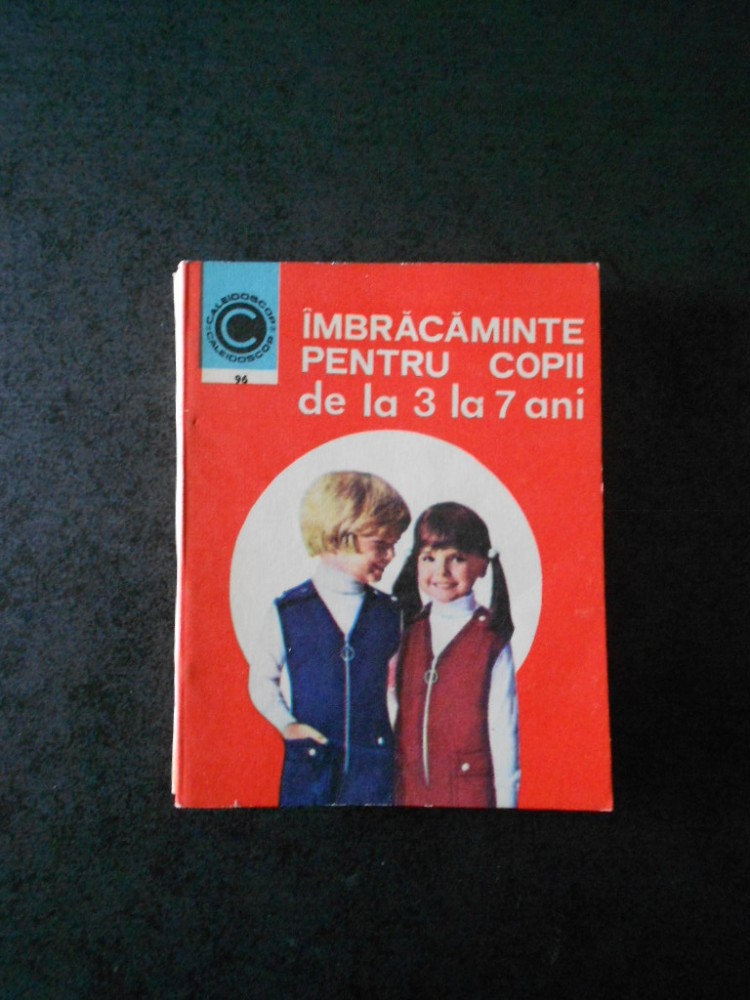 CALEIDOSCOP
CALEIDOSCOP
C
96
ÎMBRĂCĂMINTE
PENTRU COPII
de la 3 la 7 ani